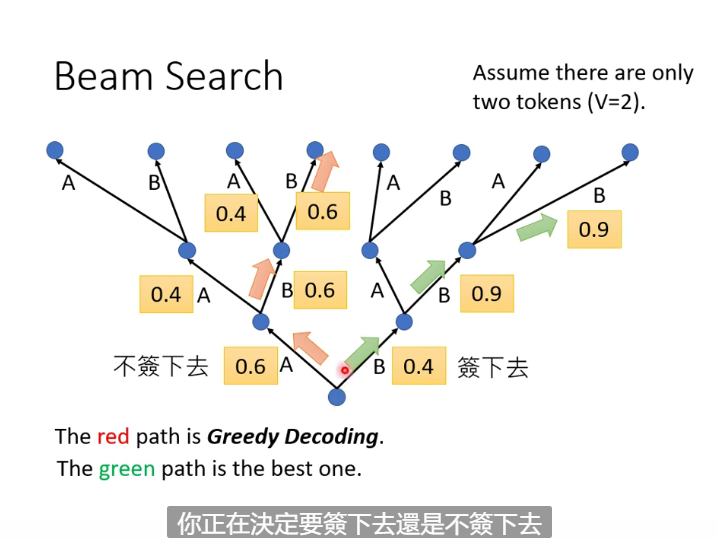 Beam Search
Assume there are only
two tokens (V=2).
A B A B A B A B
0.4 0.6 0.9
0.4 A B 0.6 A B 0.9
不簽下去 0.6 A B 0.4 簽下去
The red path is Greedy Decoding.
The green path is the best one.
你正在決定要簽下去還是不簽下去